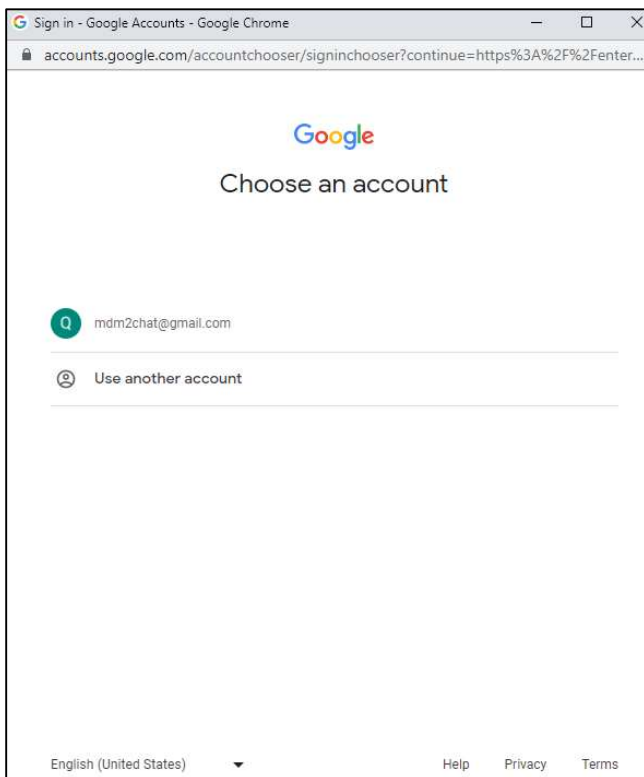 G Sign in - Google Accounts - Google Chrome
accounts.google.com/accountchooser/signinchooser?continue=https%3A%2F%2Fenter...
Google
Choose an account
Q mdm2chat@gmail.com
Use another account
English (United States) Help Privacy Terms